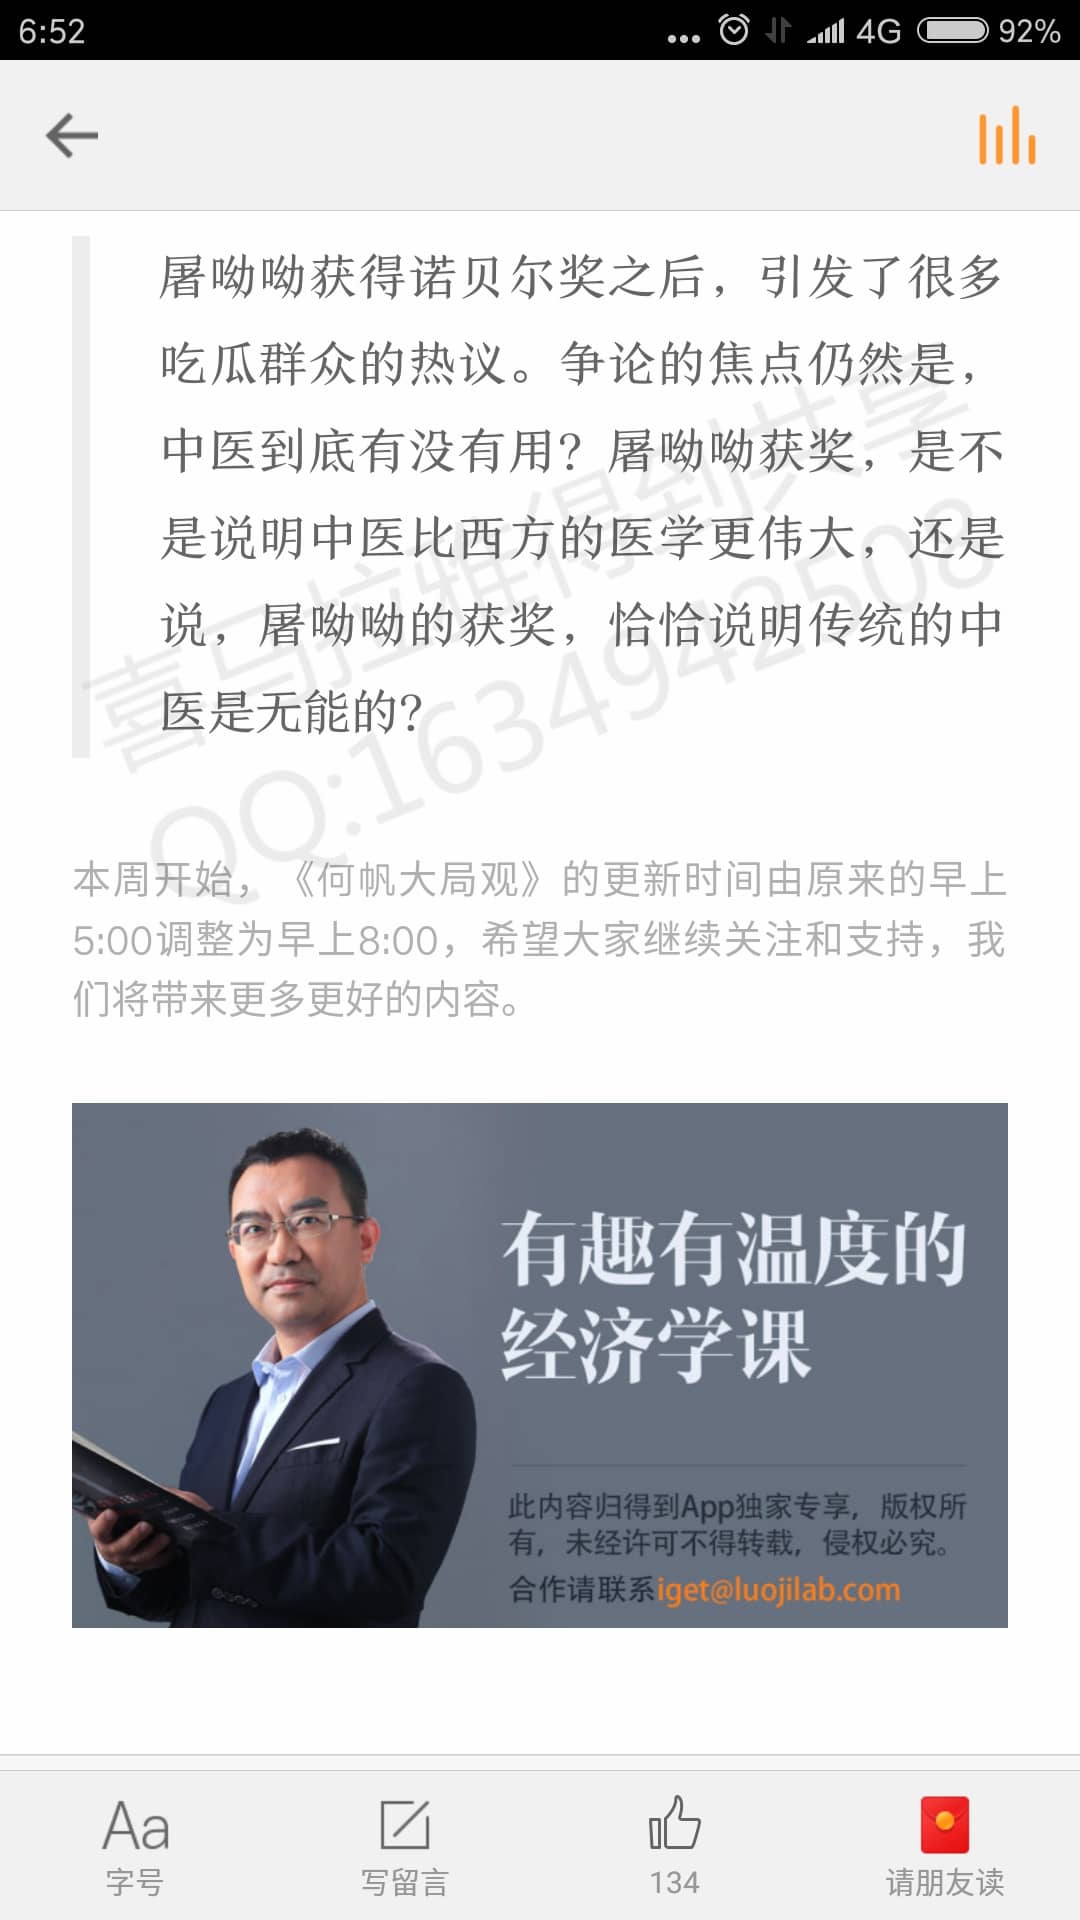 6:52
4G
92%
屠呦呦获得诺贝尔奖之后，引发了很多
吃瓜群众的热议。争论的焦点仍然是，
中医到底有没有用？屠呦呦获奖，是不
是说明中医比西方的医学更伟大，还是
说，屠呦呦的获奖，恰恰说明传统的中
医是无能的？
喜马拉雅得到共享
QQ:1634942508
本周开始，《何帆大局观》的更新时间由原来的早上
5:00调整为早上8:00，希望大家继续关注和支持，我
们将带来更多更好的内容。
有趣有温度的
经济学课
此内容归得到App独家专享，版权所
有，未经许可不得转载，侵权必究。
合作请联系iget@luojilab.com
Aa
字号
写留言
134
请朋友读